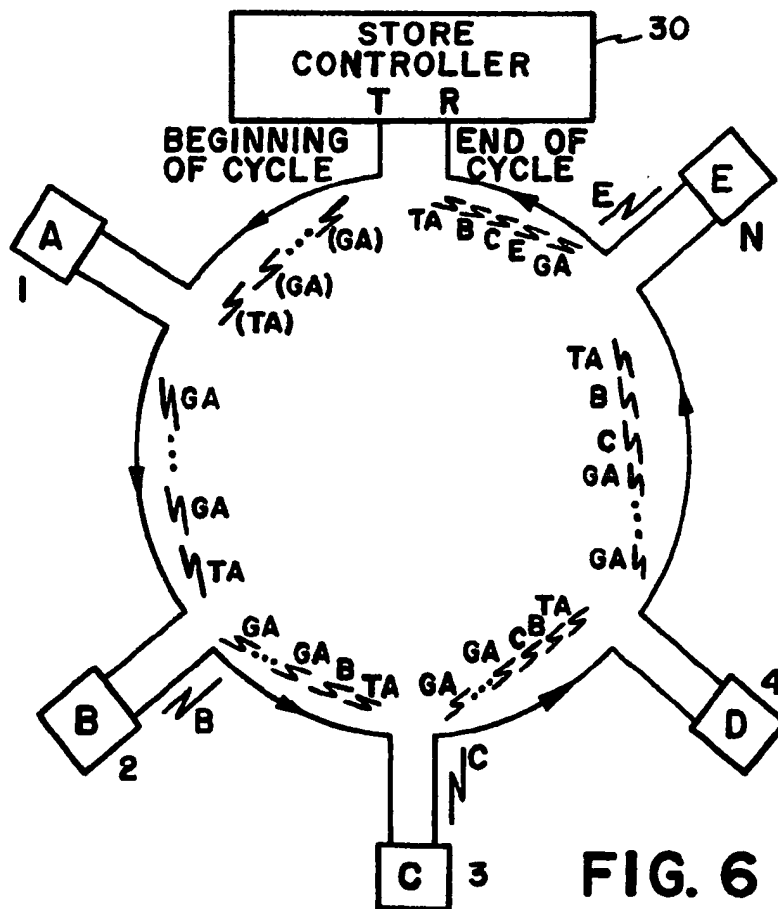 STORE
CONTROLLER
T R
30
BEGINNING
OF CYCLE
END OF
CYCLE
A
1
(GA)
(GA)
(TA)
GA
GA
TA
B
2
B
GA
GA
B
TA
C
3
C
GA
GA
C
B
TA
D
4
TA
B
C
GA
GA
E
N
E
TA
B
C
E
GA
FIG. 6